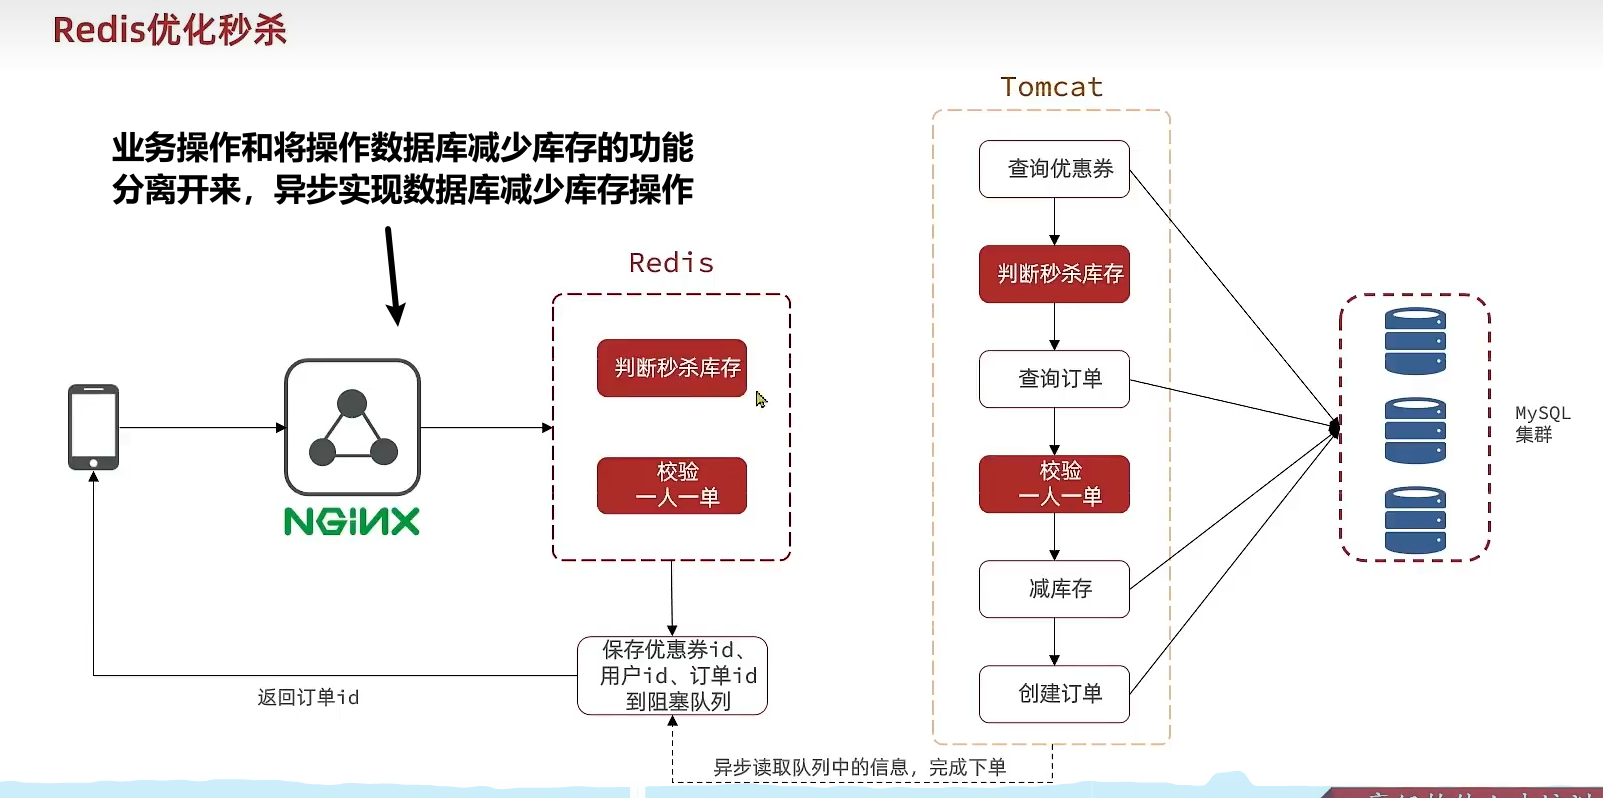 Redis优化秒杀
业务操作和将操作数据库减少库存的功能
分离开来，异步实现数据库减少库存操作
Redis
判断秒杀库存
校验
一人一单
NGiNX
保存优惠券id、
用户id、订单id
到阻塞队列
返回订单id
异步读取队列中的信息，完成下单
Tomcat
查询优惠券
判断秒杀库存
查询订单
校验
一人一单
减库存
创建订单
MySQL
集群